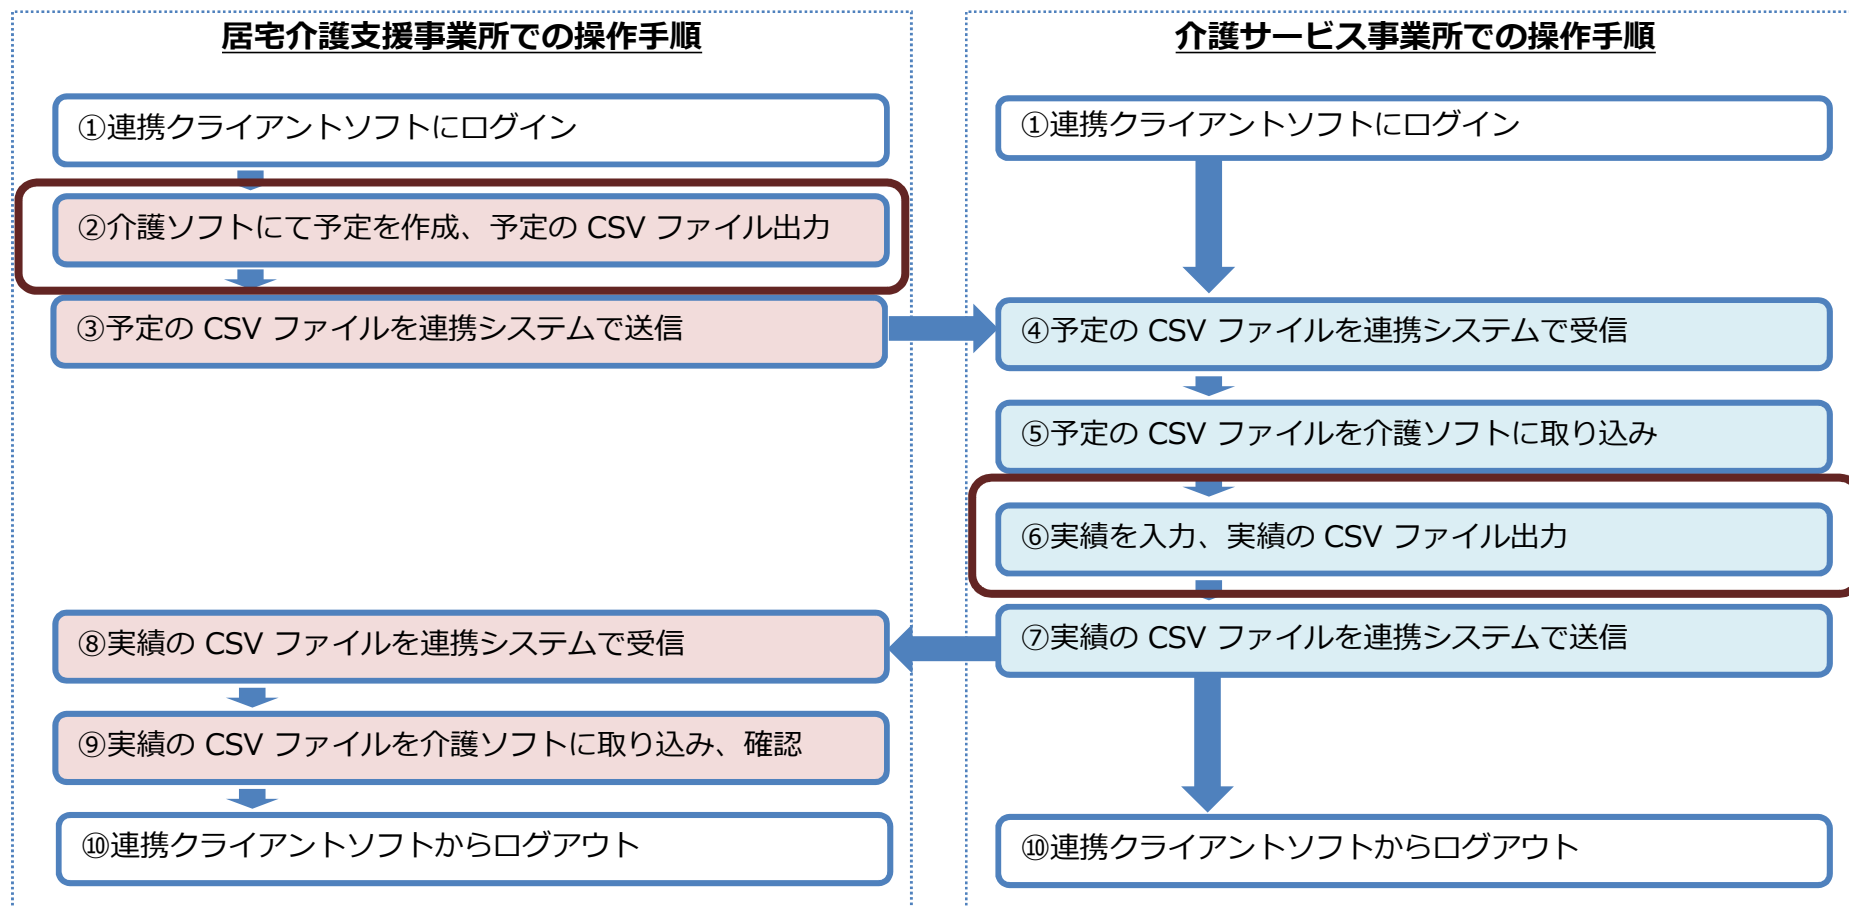 居宅介護支援事業所での操作手順
①連携クライアントソフトにログイン
②介護ソフトにて予定を作成、予定の CSV ファイル出力
③予定の CSV ファイルを連携システムで送信
⑧実績の CSV ファイルを連携システムで受信
⑨実績の CSV ファイルを介護ソフトに取り込み、確認
⑩連携クライアントソフトからログアウト
介護サービス事業所での操作手順
①連携クライアントソフトにログイン
④予定の CSV ファイルを連携システムで受信
⑤予定の CSV ファイルを介護ソフトに取り込み
⑥実績を入力、実績の CSV ファイル出力
⑦実績の CSV ファイルを連携システムで送信
⑩連携クライアントソフトからログアウト